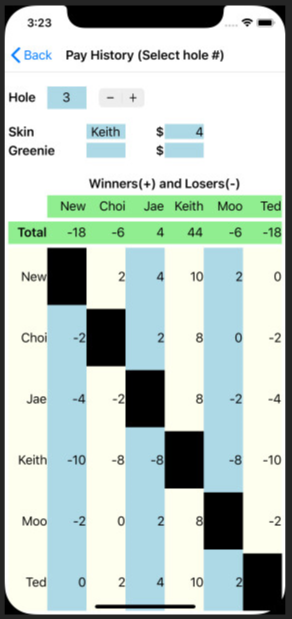 3:23
Back Pay History (Select hole #)
Hole 3 − +
Skin Keith $ 4
Greenie $
Winners(+) and Losers(-)
New Choi Jae Keith Moo Ted
Total -18 -6 4 44 -6 -18
New 2 4 10 2 0
Choi -2 2 8 0 -2
Jae -4 -2 8 -2 -4
Keith -10 -8 -8 -8 -10
Moo -2 0 2 8 -2
Ted 0 2 4 10 2